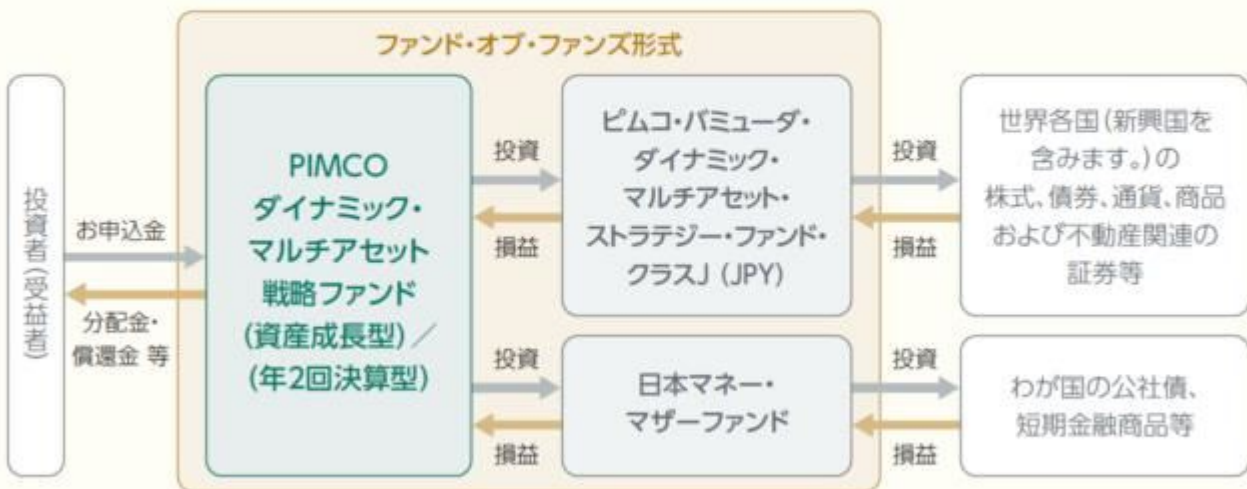 ファンド・オブ・ファンズ形式
投資者(受益者)
お申込金
分配金・
償還金 等
PIMCO
ダイナミック・
マルチアセット
戦略ファンド
(資産成長型)／
(年2回決算型)
投資
損益
ピムコ・バミューダ・
ダイナミック・
マルチアセット・
ストラテジー・ファンド・
クラスJ (JPY)
投資
損益
世界各国(新興国を
含みます。)の
株式、債券、通貨、商品
および不動産関連の
証券等
投資
損益
日本マネー・
マザーファンド
投資
損益
わが国の公社債、
短期金融商品等